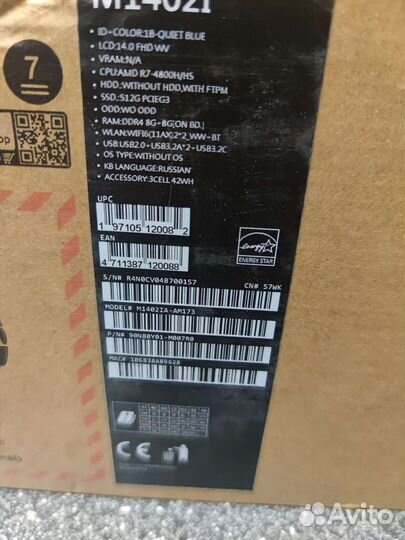 M1402I
• ID-COLOR:1B-QUIET BLUE
• LCD:14.0 FHD WV
• VRAM:N/A
• CPU:AMD R7-4800H/HS
• HDD.:WITHOUT HDD,WITH FTPM
• SSD.:512G PCIEG3
• ODD:WO ODD
• RAM:DDR4 8G+8G[ON BD.]
• WLAN:WIFI6(11AX)2*2_WW+BT
• USB:USB2.0+USB3.2A*2+USB3.2C
• OS TYPE:WITHOUT OS
• KB LANGUAGE:RUSSIAN
• ACCESSORY:3CELL 42WH
7
UPC
1 97105 12008 2
EAN
4 711387 120088
energy
ENERGY STAR
S/N# R4N0CV04B700157
CN# 57WK
MODEL# M1402IA-AM173
P/N# 90NB0Y01-M007R0
CE
Avito